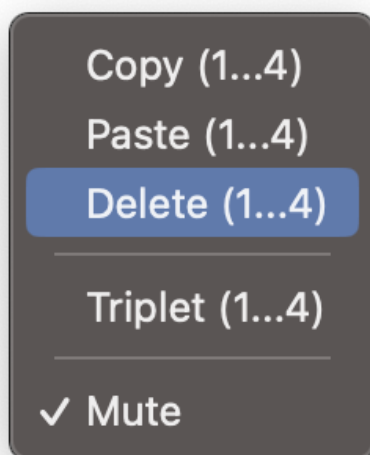 Copy (1...4)
Paste (1...4)
Delete (1...4)
Triplet (1...4)
✓ Mute